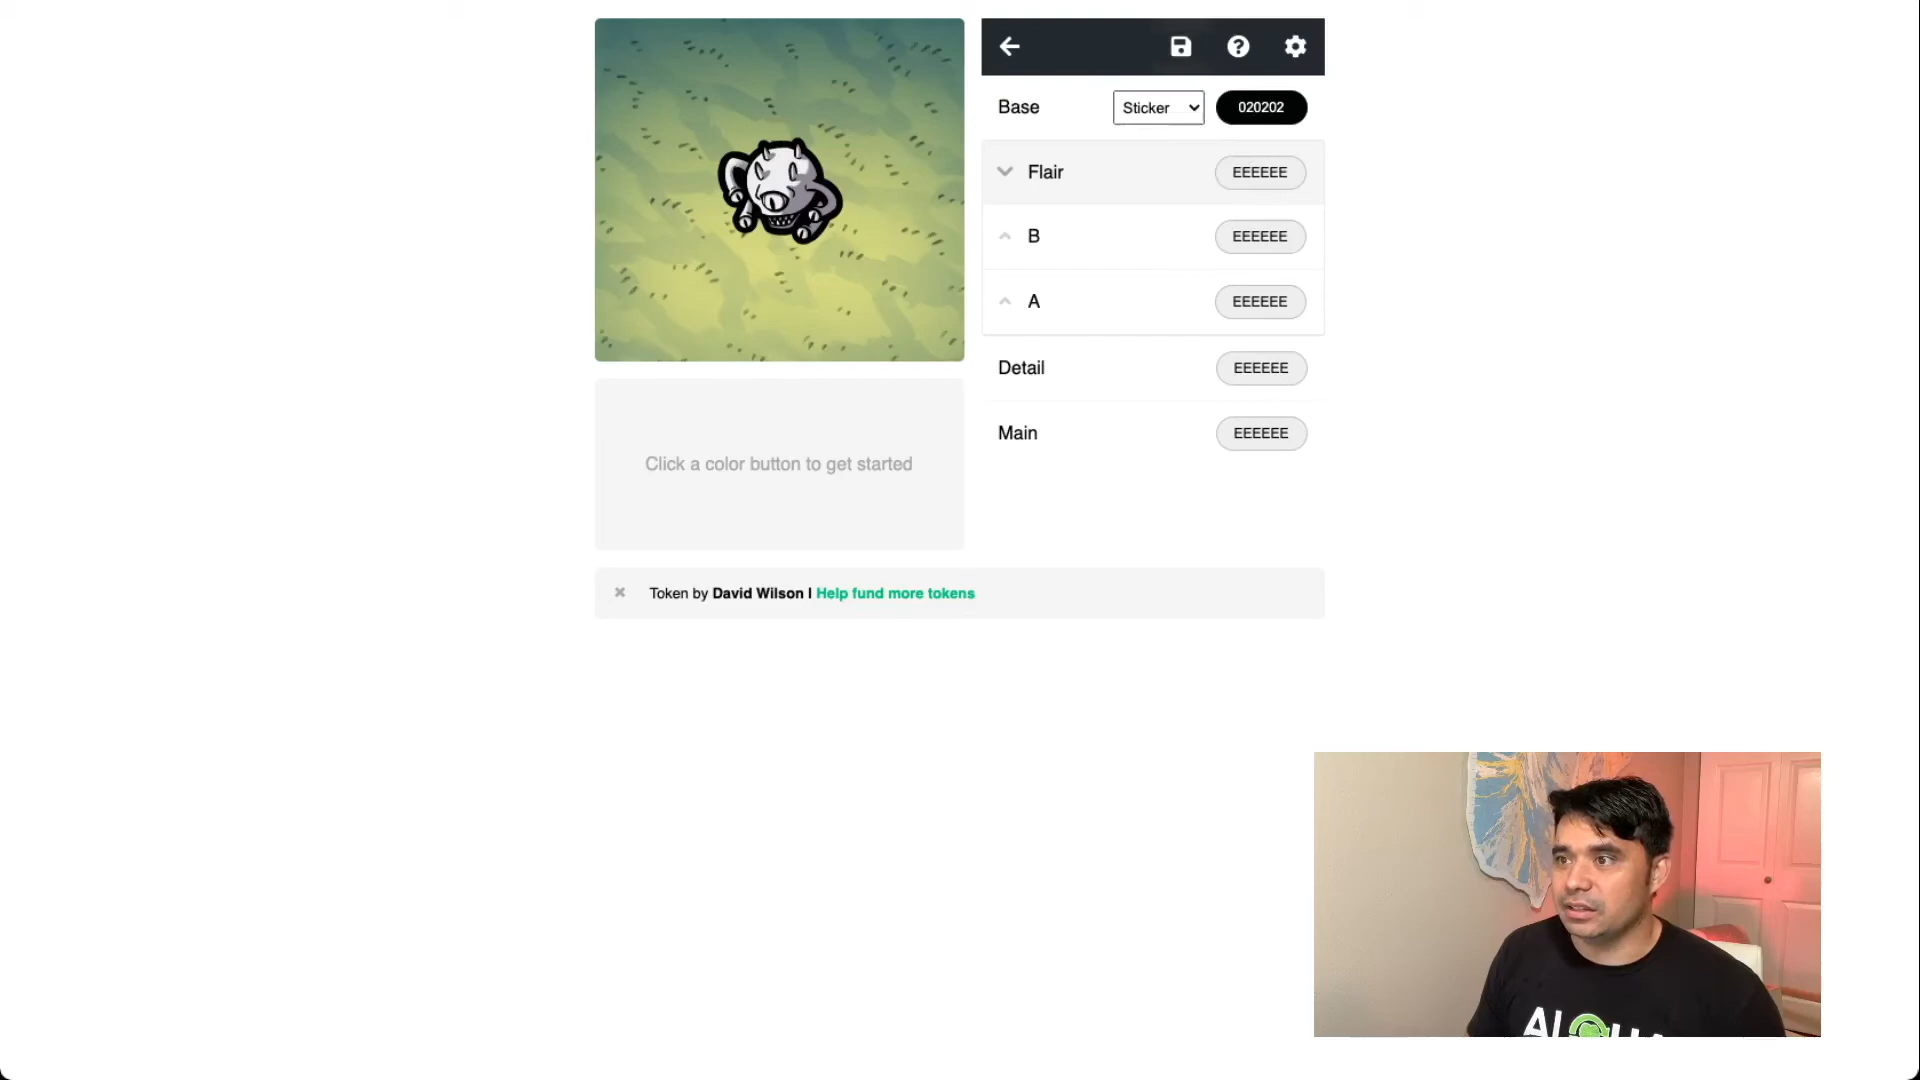 Base
Sticker
020202
Flair
EEEEEE
B
EEEEEE
A
EEEEEE
Detail
EEEEEE
Main
EEEEEE
Click a color button to get started
Token by David Wilson | Help fund more tokens